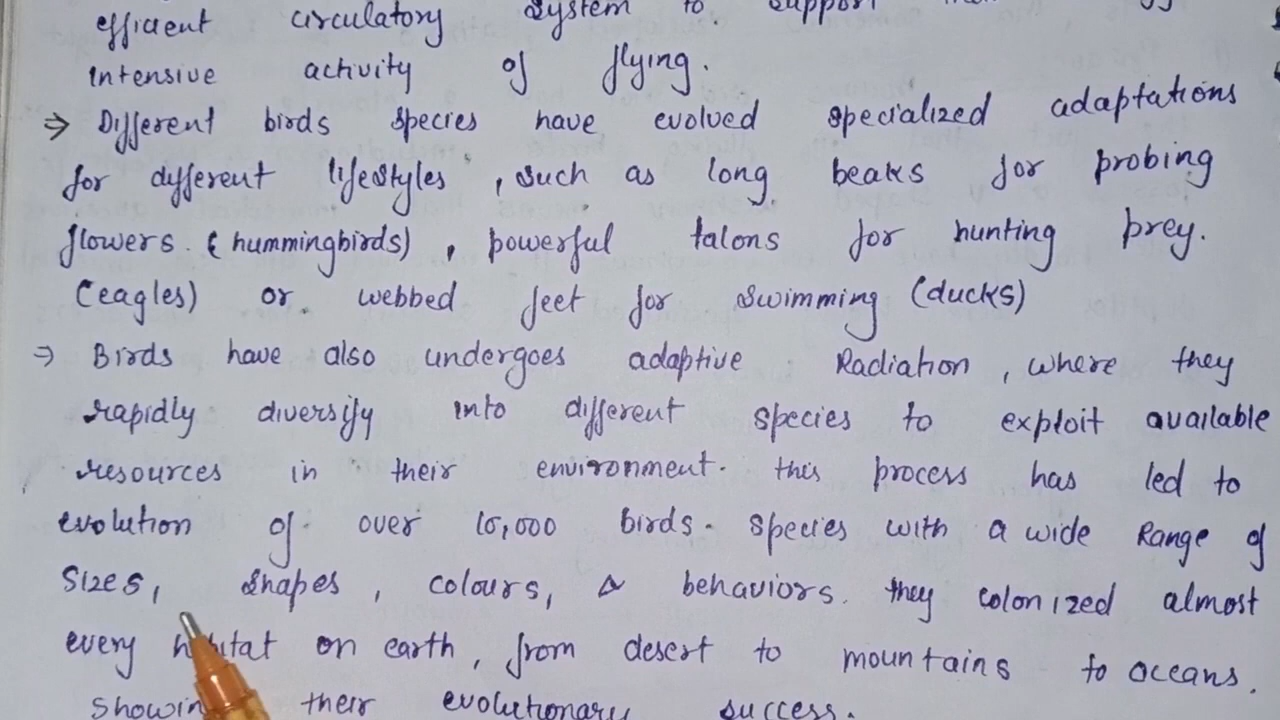 efficient circulatory system to support
intensive activity of flying.
⇒ Different birds species have evolved specialized adaptations
for different lifestyles, such as long beaks for probing
flowers. (hummingbirds), powerful talons for hunting prey.
(eagles) or webbed feet for swimming (ducks)
⇒ Birds have also undergoes adaptive Radiation, where they
rapidly diversify into different species to exploit available
resources in their environment. this process has led to
evolution of over 10,000 birds. species with a wide Range of
sizes, shapes, colours, & behaviors. they colonized almost
every habitat on earth, from desert to mountains to oceans.
their evolutionary success.